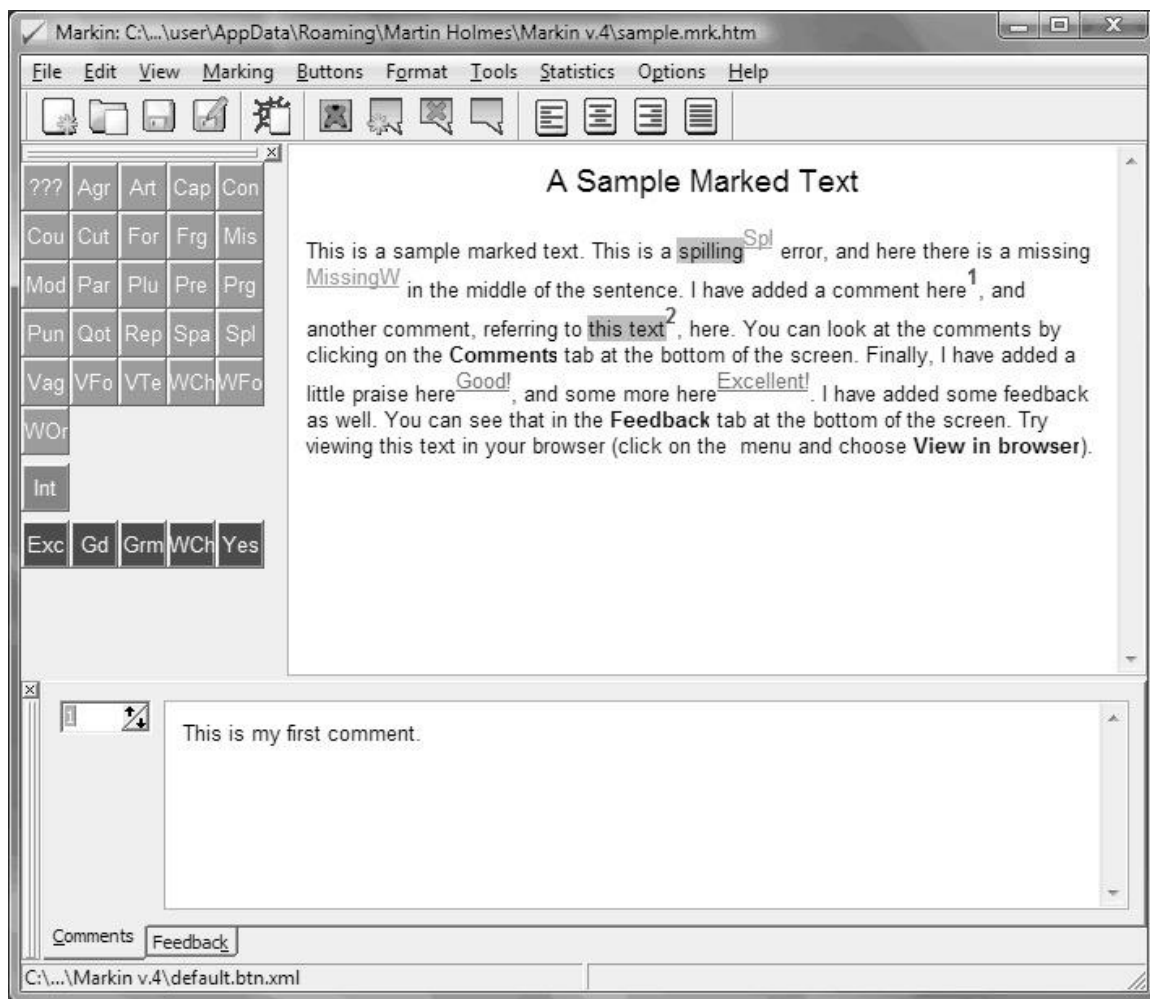 Markin: C:\...\user\AppData\Roaming\Martin Holmes\Markin v.4\sample.mrk.htm
File Edit View Marking Buttons Format Tools Statistics Options Help
??? Agr Art Cap Con
Cou Cut For Frg Mis
Mod Par Plu Pre Prg
Pun Qot Rep Spa Spl
Vag VFo VTe WCh WFo
WOr
Int
Exc Gd Grm WCh Yes
A Sample Marked Text
This is a sample marked text. This is a spilling Spl error, and here there is a missing
MissingW in the middle of the sentence. I have added a comment here1, and
another comment, referring to this text2, here. You can look at the comments by
clicking on the Comments tab at the bottom of the screen. Finally, I have added a
little praise here Good!, and some more here Excellent!. I have added some feedback
as well. You can see that in the Feedback tab at the bottom of the screen. Try
viewing this text in your browser (click on the menu and choose View in browser).
1
This is my first comment.
Comments Feedback
C:\...\Markin v.4\default.btn.xml